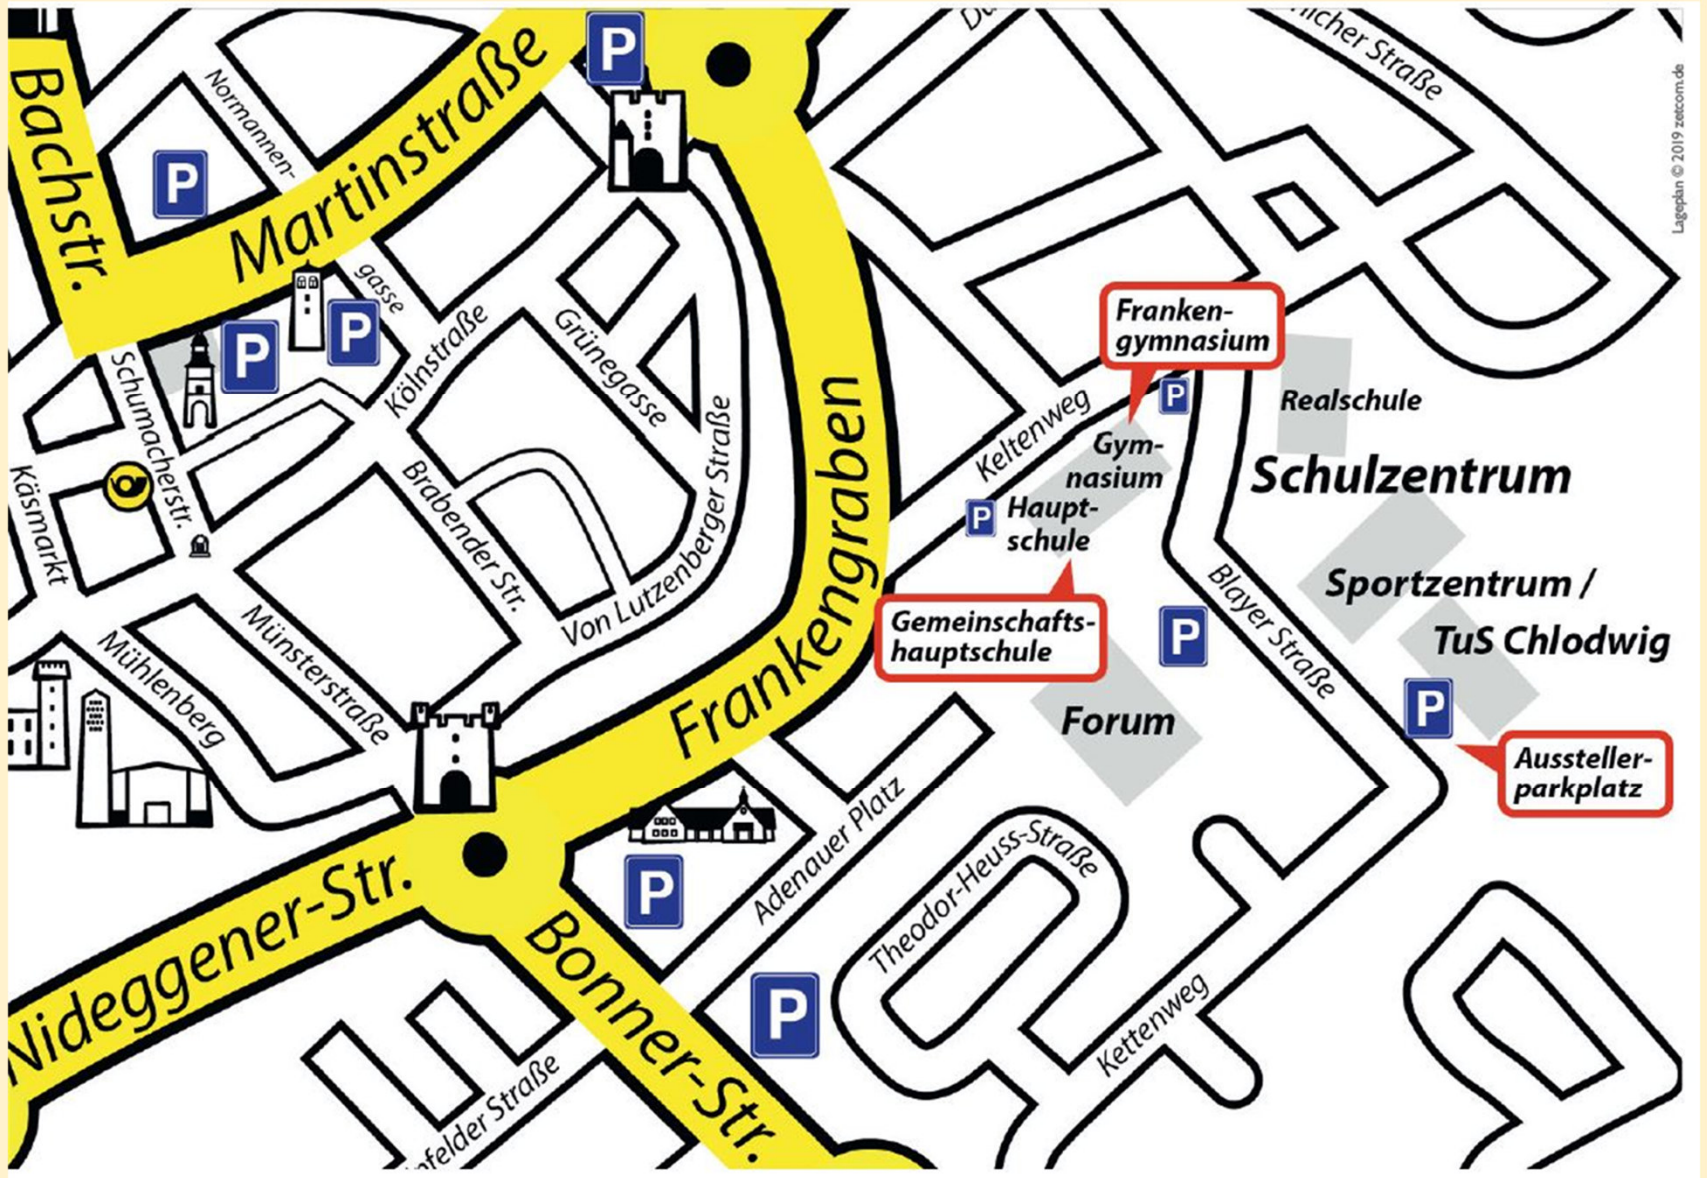 Bachstr.
Normannen-
gasse
Martinstraße
P
P
P
P
Schumacherstr.
Käsmarkt
Kölnstraße
Grünegasse
Brabender Str.
Von Lutzenberger Straße
Mühlenberg
Münsterstraße
Frankengraben
Nideggener-Str.
Bonner-Str.
P
Adenauer Platz
P
Theodor-Heuss-Straße
Kettenweg
Keltenweg
Franken-
gymnasium
P
Gym-
nasium
P
Haupt-
schule
Gemeinschafts-
hauptschule
P
Forum
Realschule
Schulzentrum
Sportzentrum /
TuS Chlodwig
Blayer Straße
P
Aussteller-
parkplatz
Straße
Lageplan © 2019 zetcom.de